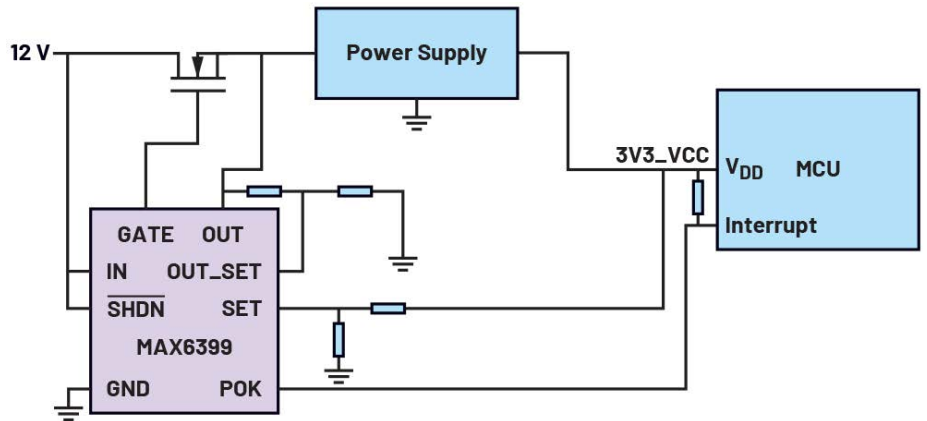 12 V
Power Supply
3V3_VCC
VDD
MCU
Interrupt
GATE OUT
IN OUT_SET
SHDN SET
MAX6399
GND POK